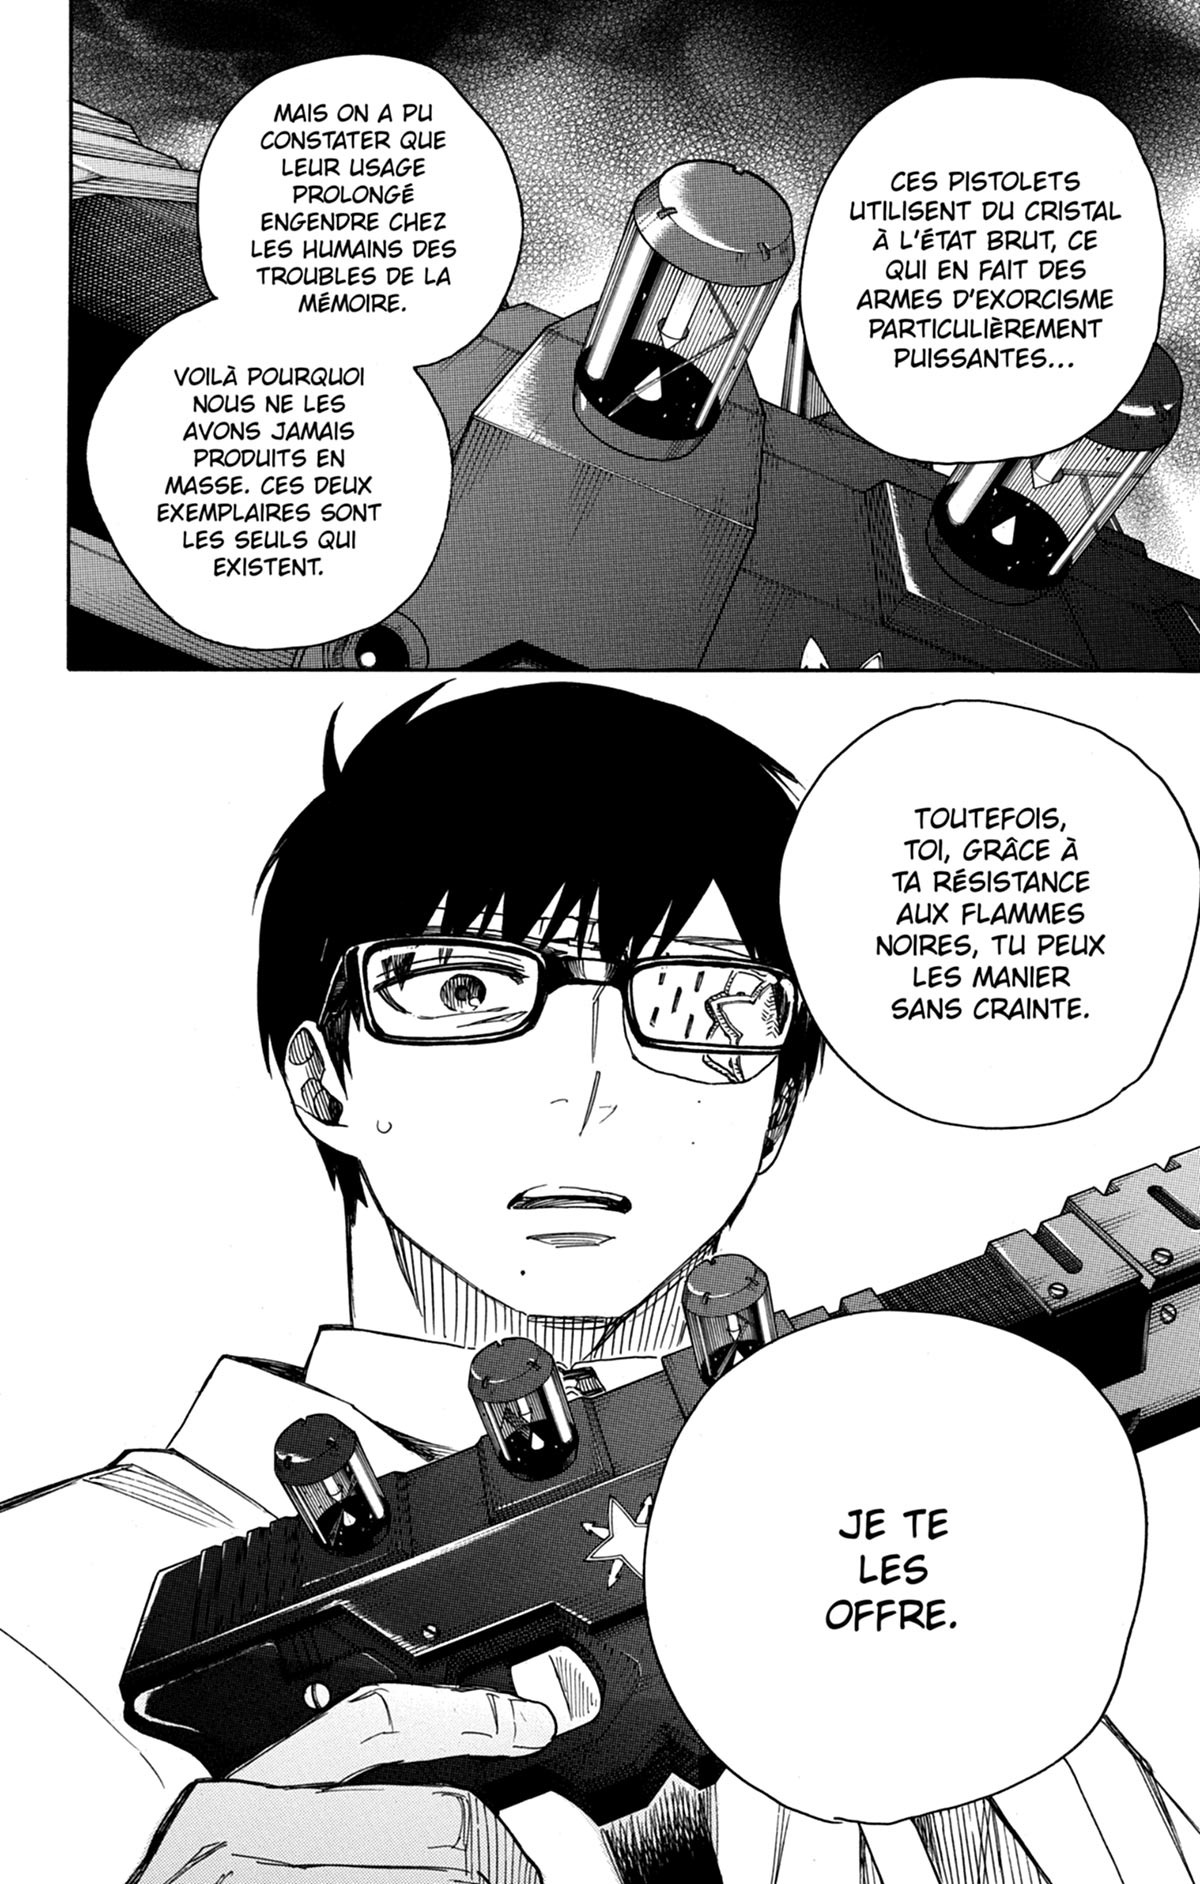 CES PISTOLETS
UTILISENT DU CRISTAL
À L'ÉTAT BRUT, CE
QUI EN FAIT DES
ARMES D'EXORCISME
PARTICULIÈREMENT
PUISSANTES...
MAIS ON A PU
CONSTATER QUE
LEUR USAGE
PROLONGÉ
ENGENDRE CHEZ
LES HUMAINS DES
TROUBLES DE LA
MÉMOIRE.
VOILÀ POURQUOI
NOUS NE LES
AVONS JAMAIS
PRODUITS EN
MASSE. CES DEUX
EXEMPLAIRES SONT
LES SEULS QUI
EXISTENT.
TOUTEFOIS,
TOI, GRÂCE À
TA RÉSISTANCE
AUX FLAMMES
NOIRES, TU PEUX
LES MANIER
SANS CRAINTE.
JE TE
LES
OFFRE.